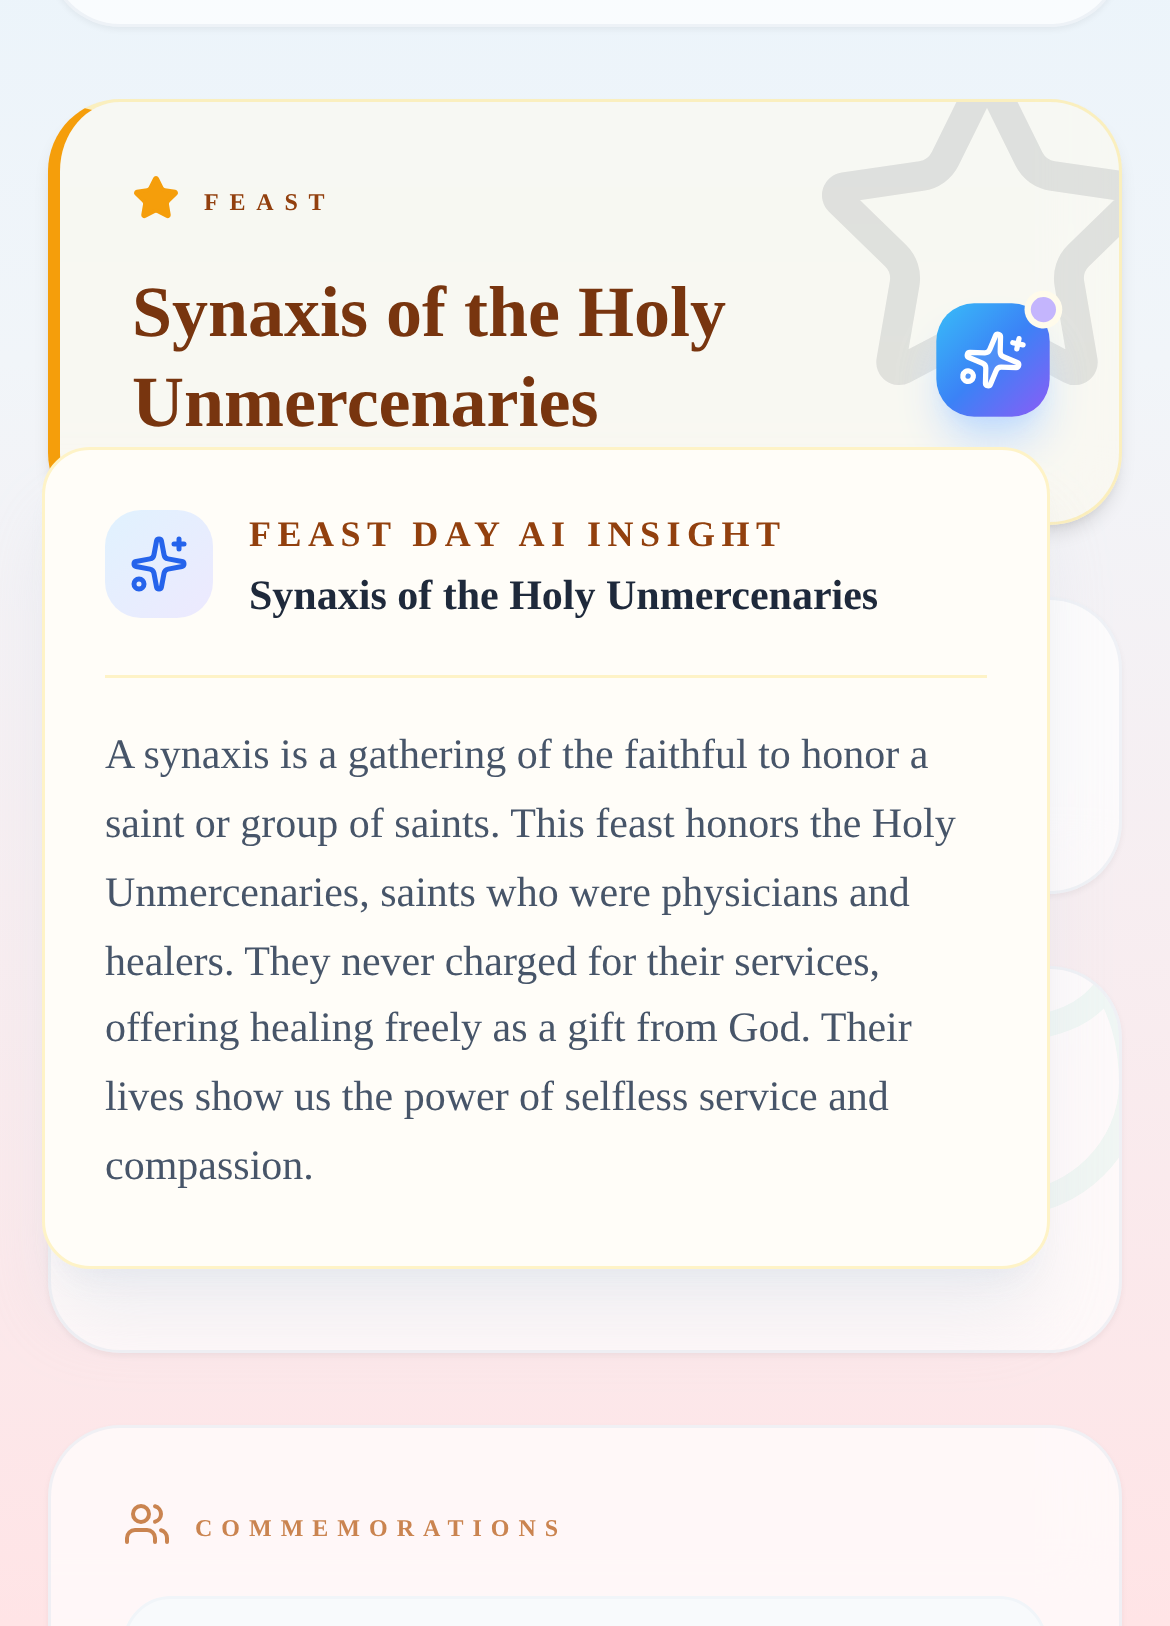 FEAST
Synaxis of the Holy
Unmercenaries
FEAST DAY AI INSIGHT
Synaxis of the Holy Unmercenaries
A synaxis is a gathering of the faithful to honor a
saint or group of saints. This feast honors the Holy
Unmercenaries, saints who were physicians and
healers. They never charged for their services,
offering healing freely as a gift from God. Their
lives show us the power of selfless service and
compassion.
COMMEMORATIONS